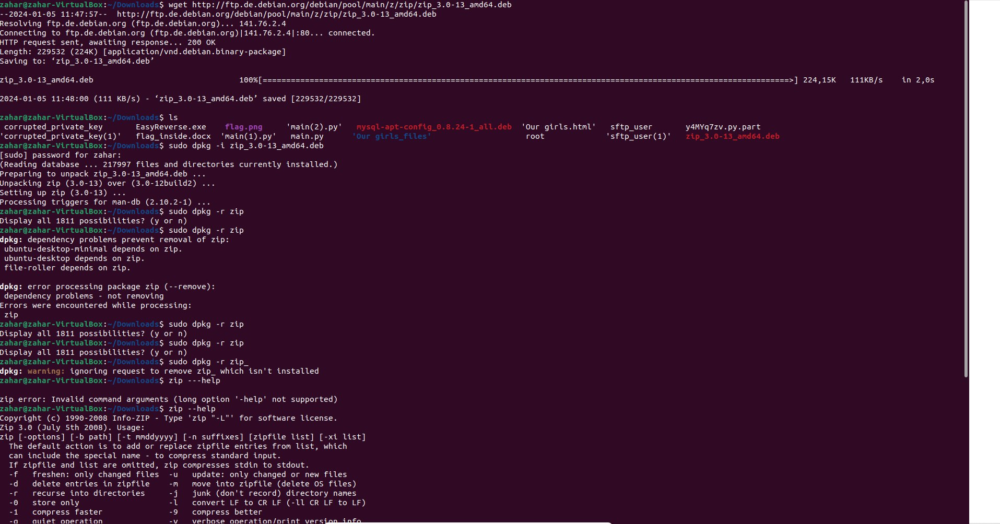 zahar@zahar-VirtualBox:~/Downloads$ wget http://ftp.de.debian.org/debian/pool/main/z/zip/zip_3.0-13_amd64.deb
--2024-01-05 11:47:57--  http://ftp.de.debian.org/debian/pool/main/z/zip/zip_3.0-13_amd64.deb
Resolving ftp.de.debian.org (ftp.de.debian.org)... 141.76.2.4
Connecting to ftp.de.debian.org (ftp.de.debian.org)|141.76.2.4|:80... connected.
HTTP request sent, awaiting response... 200 OK
Length: 229532 (224K) [application/vnd.debian.binary-package]
Saving to: ‘zip_3.0-13_amd64.deb’
zip_3.0-13_amd64.deb                               100%[================================================================================================================>] 224,15K   111KB/s    in 2,0s
2024-01-05 11:48:00 (111 KB/s) - ‘zip_3.0-13_amd64.deb’ saved [229532/229532]
zahar@zahar-VirtualBox:~/Downloads$ ls
 corrupted_private_key       EasyReverse.exe    flag.png     'main(2).py'   mysql-apt-config_0.8.24-1_all.deb  'Our girls.html'   sftp_user       y4MYq7zv.py.part
'corrupted_private_key(1)'   flag_inside.docx  'main(1).py'   main.py      'Our girls_files'                    root             'sftp_user(1)'   zip_3.0-13_amd64.deb
zahar@zahar-VirtualBox:~/Downloads$ sudo dpkg -i zip_3.0-13_amd64.deb
[sudo] password for zahar:
(Reading database ... 217997 files and directories currently installed.)
Preparing to unpack zip_3.0-13_amd64.deb ...
Unpacking zip (3.0-13) over (3.0-12build2) ...
Setting up zip (3.0-13) ...
Processing triggers for man-db (2.10.2-1) ...
zahar@zahar-VirtualBox:~/Downloads$ sudo dpkg -r zip
Display all 1811 possibilities? (y or n)
zahar@zahar-VirtualBox:~/Downloads$ sudo dpkg -r zip
dpkg: dependency problems prevent removal of zip:
 ubuntu-desktop-minimal depends on zip.
 ubuntu-desktop depends on zip.
 file-roller depends on zip.
dpkg: error processing package zip (--remove):
 dependency problems - not removing
Errors were encountered while processing:
 zip
zahar@zahar-VirtualBox:~/Downloads$ sudo dpkg -r zip
Display all 1811 possibilities? (y or n)
zahar@zahar-VirtualBox:~/Downloads$ sudo dpkg -r zip
Display all 1811 possibilities? (y or n)
zahar@zahar-VirtualBox:~/Downloads$ sudo dpkg -r zip_
dpkg: warning: ignoring request to remove zip_ which isn't installed
zahar@zahar-VirtualBox:~/Downloads$ zip ---help
zip error: Invalid command arguments (long option '-help' not supported)
zahar@zahar-VirtualBox:~/Downloads$ zip --help
Copyright (c) 1990-2008 Info-ZIP - Type 'zip "-L"' for software license.
Zip 3.0 (July 5th 2008). Usage:
zip [-options] [-b path] [-t mmddyyyy] [-n suffixes] [zipfile list] [-xi list]
  The default action is to add or replace zipfile entries from list, which
  can include the special name - to compress standard input.
  If zipfile and list are omitted, zip compresses stdin to stdout.
  -f   freshen: only changed files  -u   update: only changed or new files
  -d   delete entries in zipfile    -m   move into zipfile (delete OS files)
  -r   recurse into directories     -j   junk (don't record) directory names
  -0   store only                   -l   convert LF to CR LF (-ll CR LF to LF)
  -1   compress faster              -9   compress better
  -q   quiet operation              -v   verbose operation/print version info